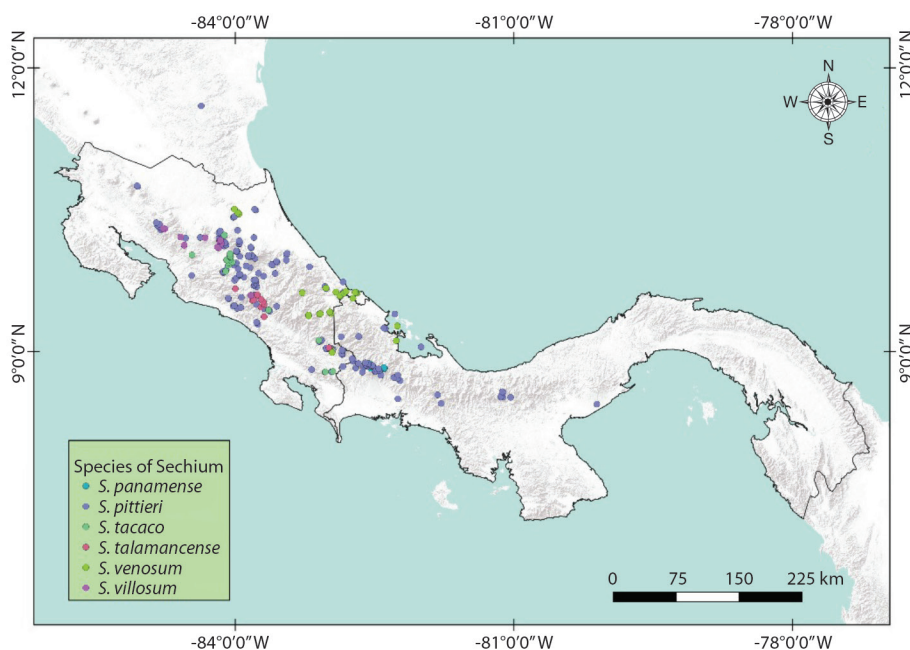 -84°0'0"W
-81°0'0"W
-78°0'0"W
12°0'0"N
12°0'0"N
N
W
E
S
9°0'0"N
9°0'0"N
Species of Sechium
S. panamense
S. pittieri
S. tacaco
S. talamancense
S. venosum
S. villosum
0 75 150 225 km
-84°0'0"W
-81°0'0"W
-78°0'0"W